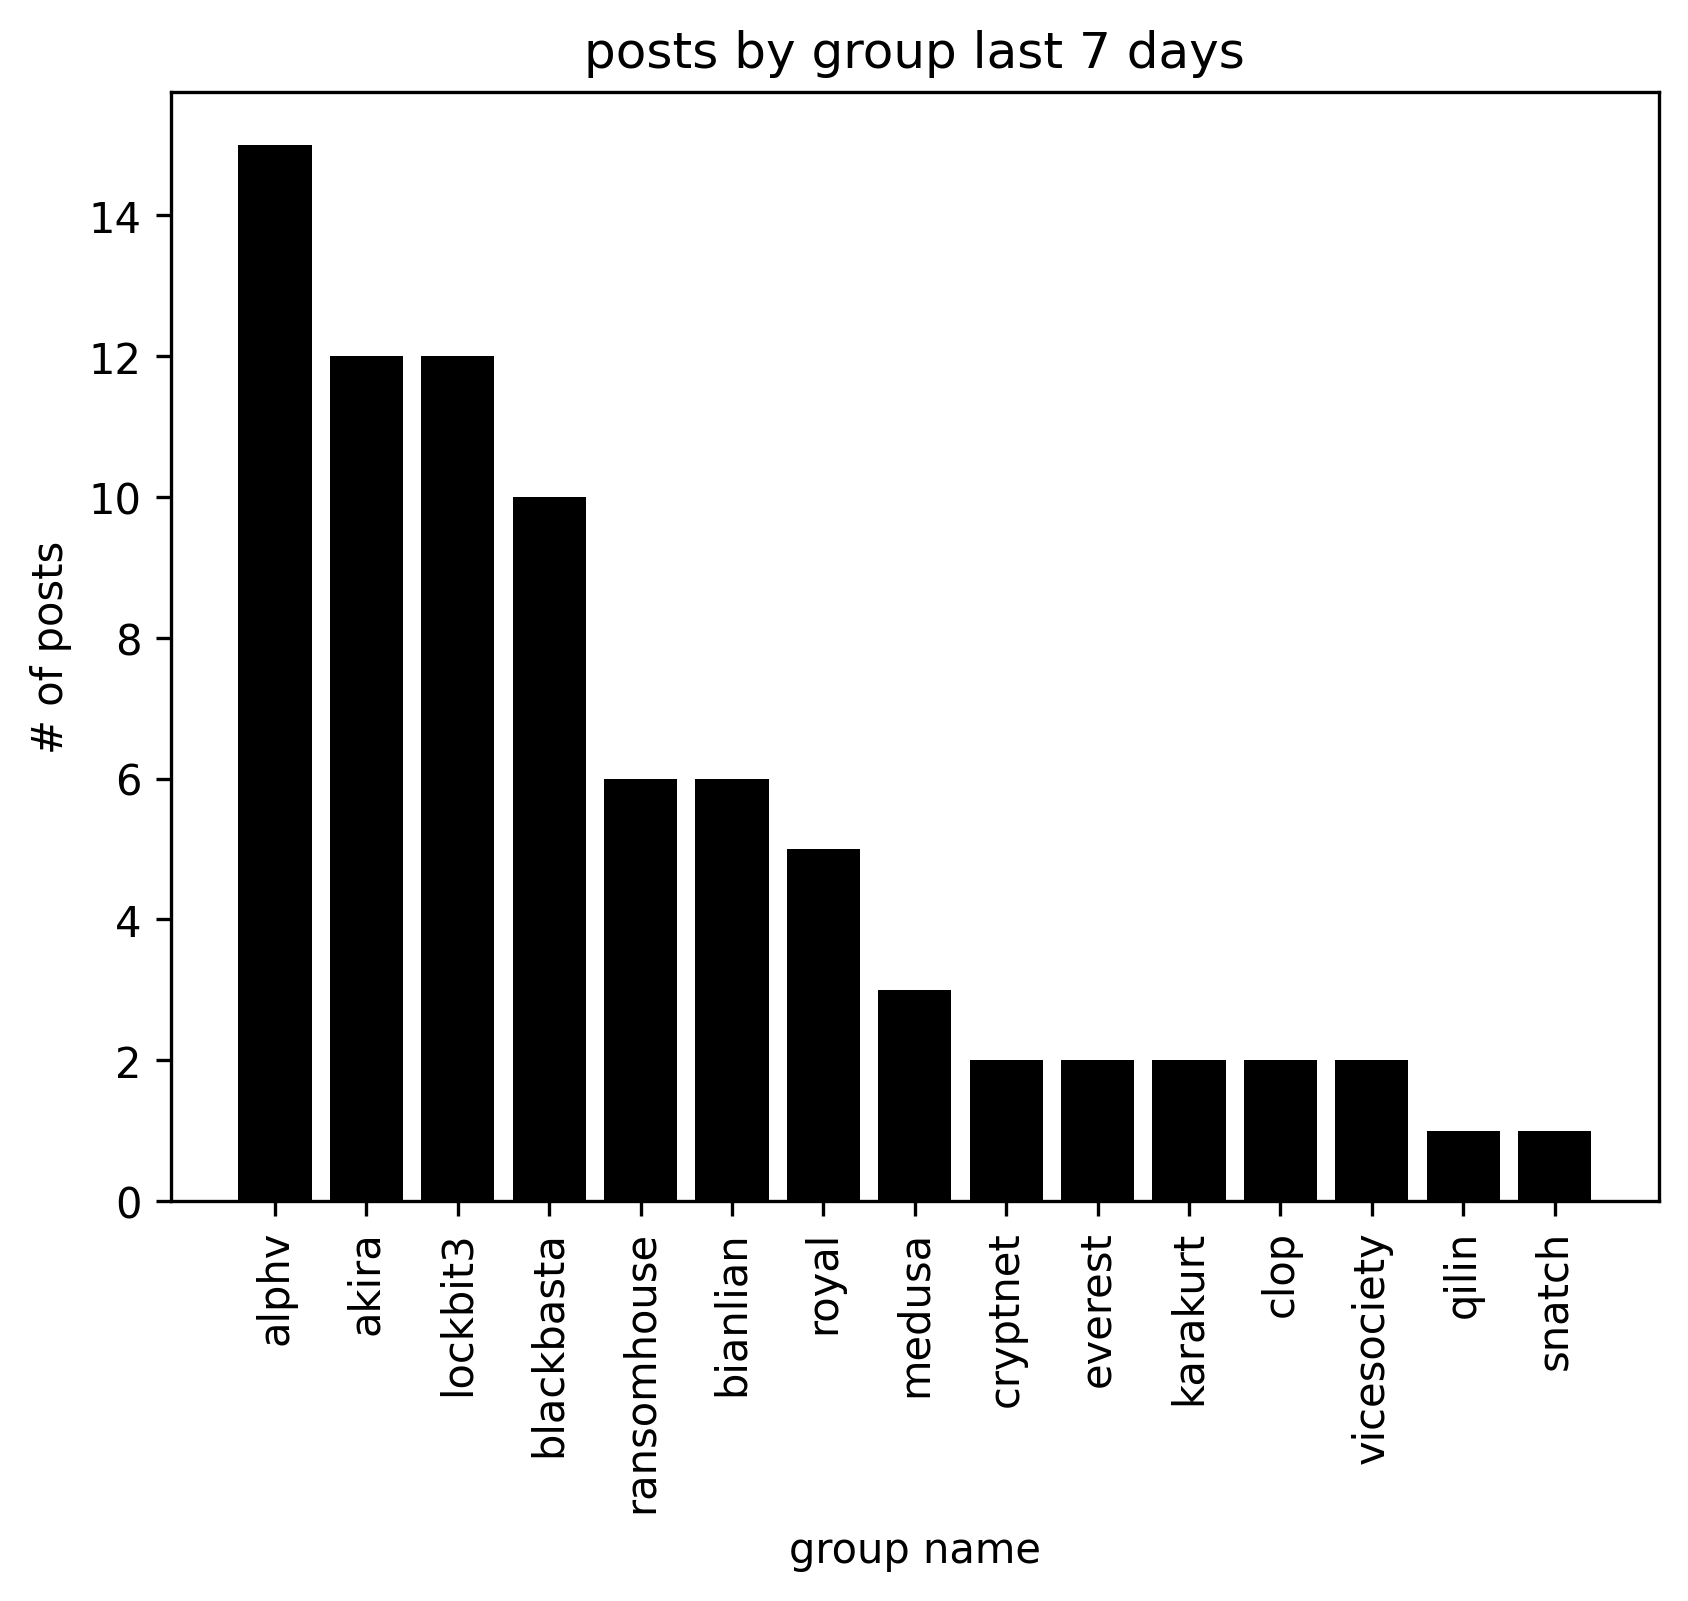 posts by group last 7 days
# of posts
14
12
10
8
6
4
2
0
alphv
akira
lockbit3
blackbasta
ransomhouse
bianlian
royal
medusa
cryptnet
everest
karakurt
clop
vicesociety
qilin
snatch
group name